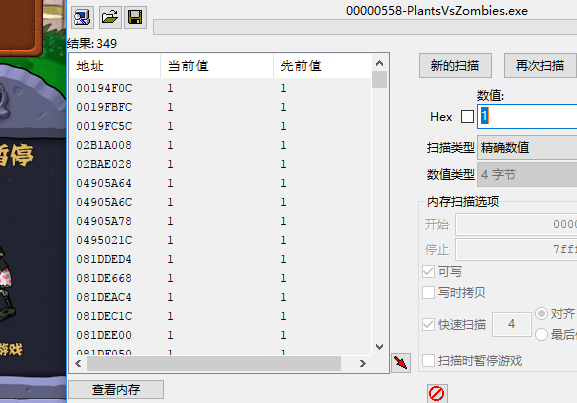 00000558-PlantsVsZombies.exe
结果: 349
地址 当前值 先前值
00194F0C 1 1
0019FBFC 1 1
0019FC5C 1 1
02B1A008 1 1
02BAE028 1 1
04905A64 1 1
04905A6C 1 1
04905A78 1 1
0495021C 1 1
081DDED4 1 1
081DE668 1 1
081DEAC4 1 1
081DEC1C 1 1
081DEE00 1 1
081DF050 1 1
查看内存
新的扫描 再次扫描
数值:
Hex 1
扫描类型 精确数值
数值类型 4 字节
内存扫描选项
开始 0000
停止 7fff
可写
写时拷贝
快速扫描 4 对齐
最后
扫描时暂停游戏
暂停
游戏